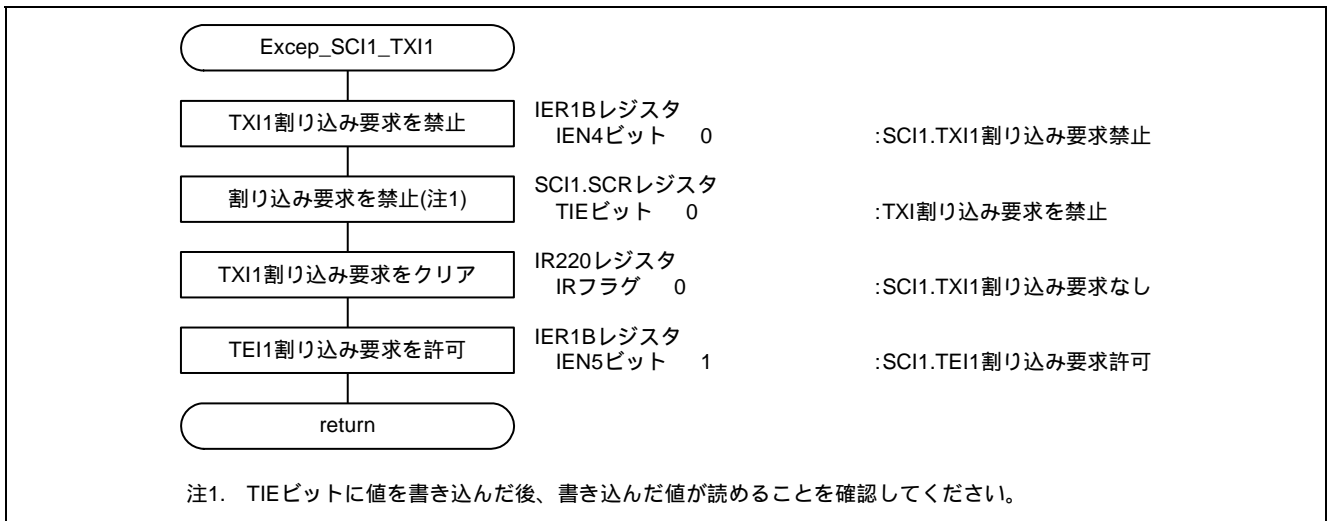 Excep_SCI1_TXI1
TXI1割り込み要求を禁止
IER1Bレジスタ
IEN4ビット 0 :SCI1.TXI1割り込み要求禁止
割り込み要求を禁止(注1)
SCI1.SCRレジスタ
TIEビット 0 :TXI割り込み要求を禁止
TXI1割り込み要求をクリア
IR220レジスタ
IRフラグ 0 :SCI1.TXI1割り込み要求なし
TEI1割り込み要求を許可
IER1Bレジスタ
IEN5ビット 1 :SCI1.TEI1割り込み要求許可
return
注1. TIEビットに値を書き込んだ後、書き込んだ値が読めることを確認してください。